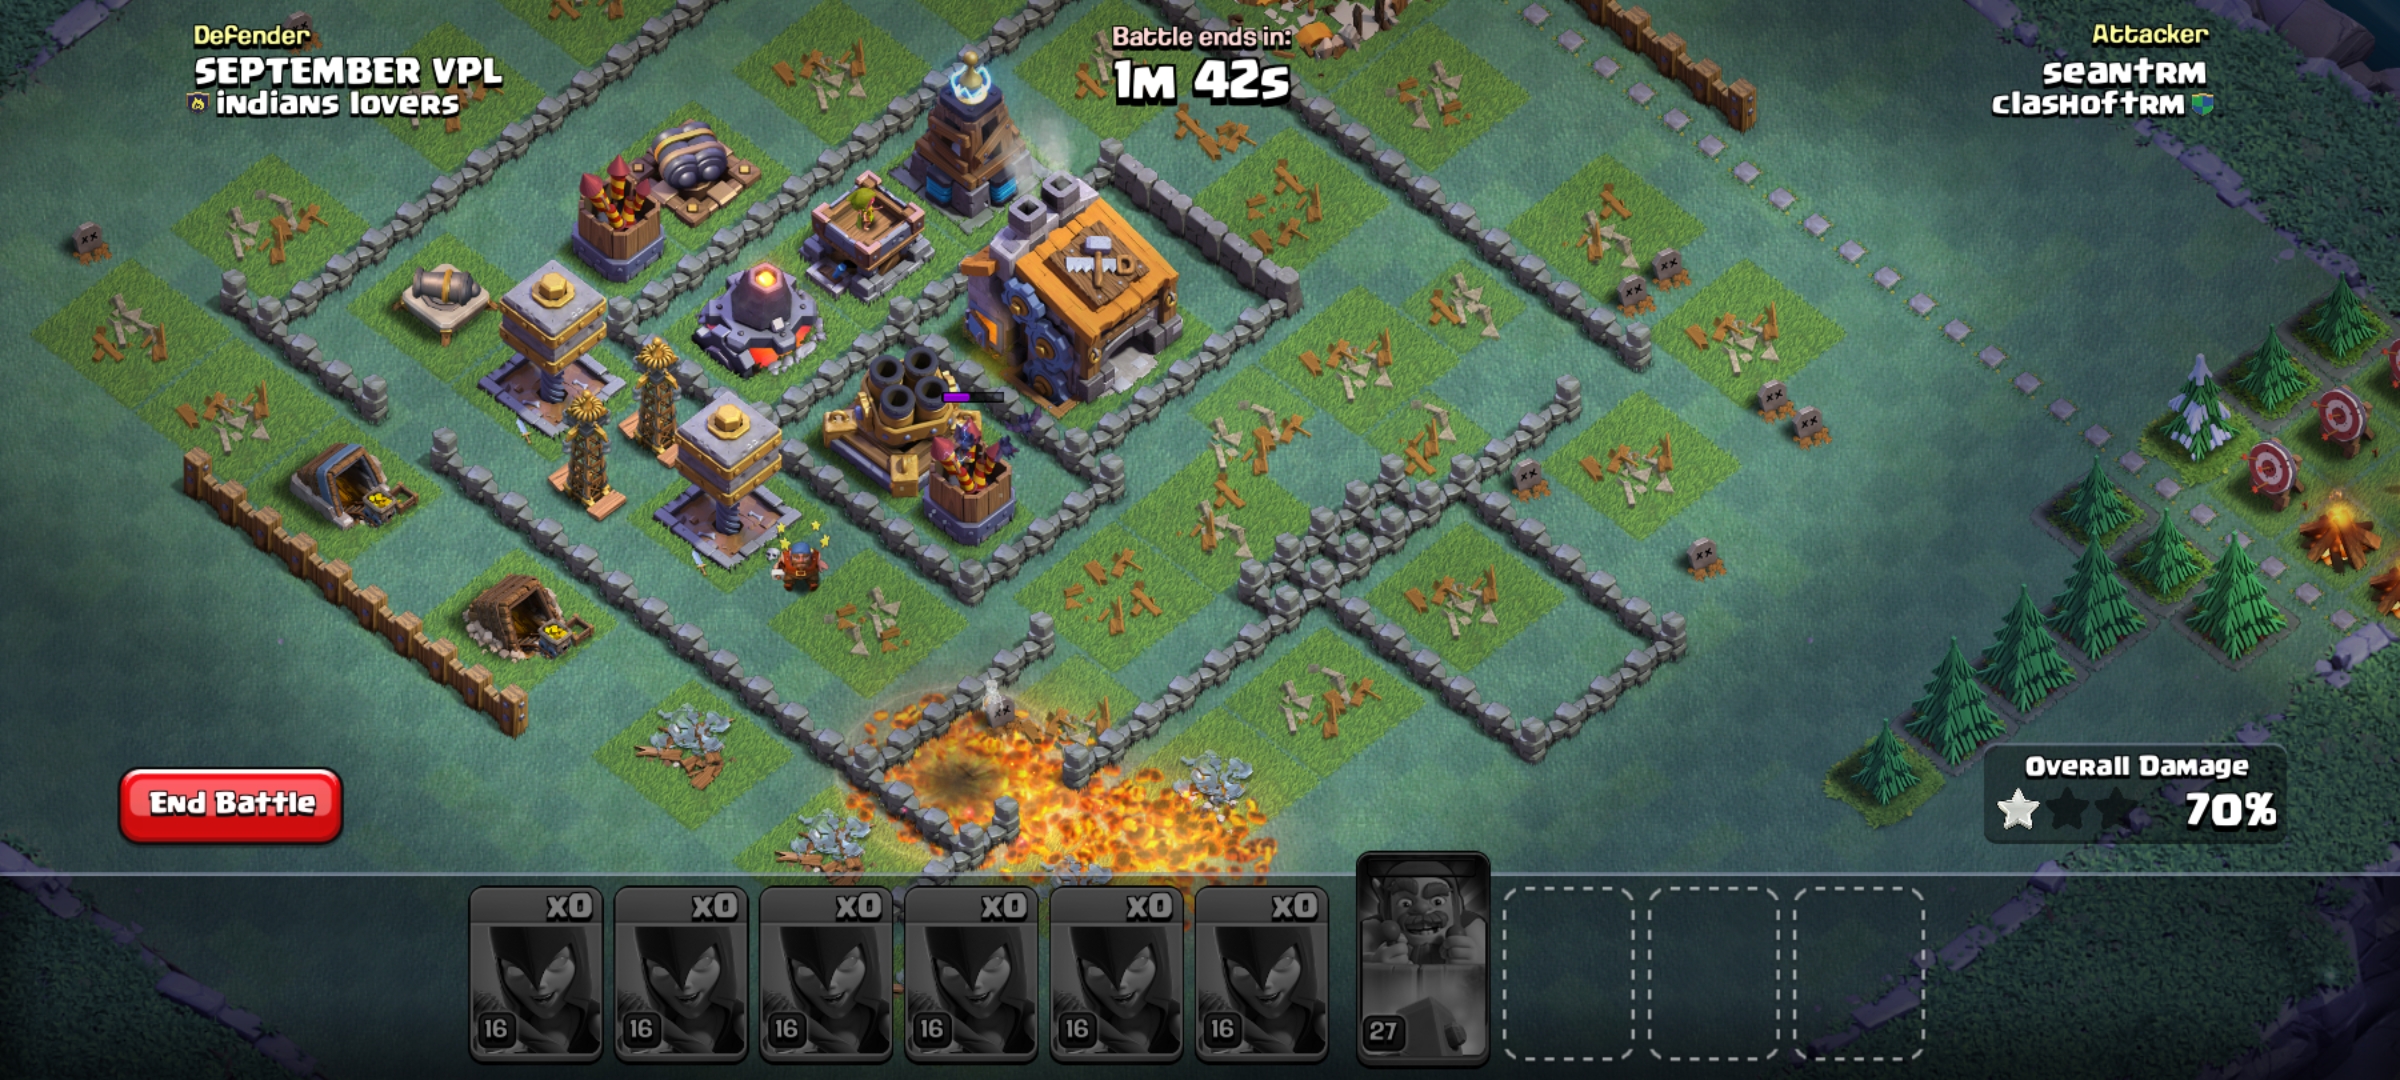 Defender
SEPTEMBER VPL
indians lovers
Battle ends in:
1M 42s
Attacker
seantRM
clashoftRM
End Battle
Overall Damage
70%
x0
x0
x0
x0
x0
x0
16
16
16
16
16
16
27